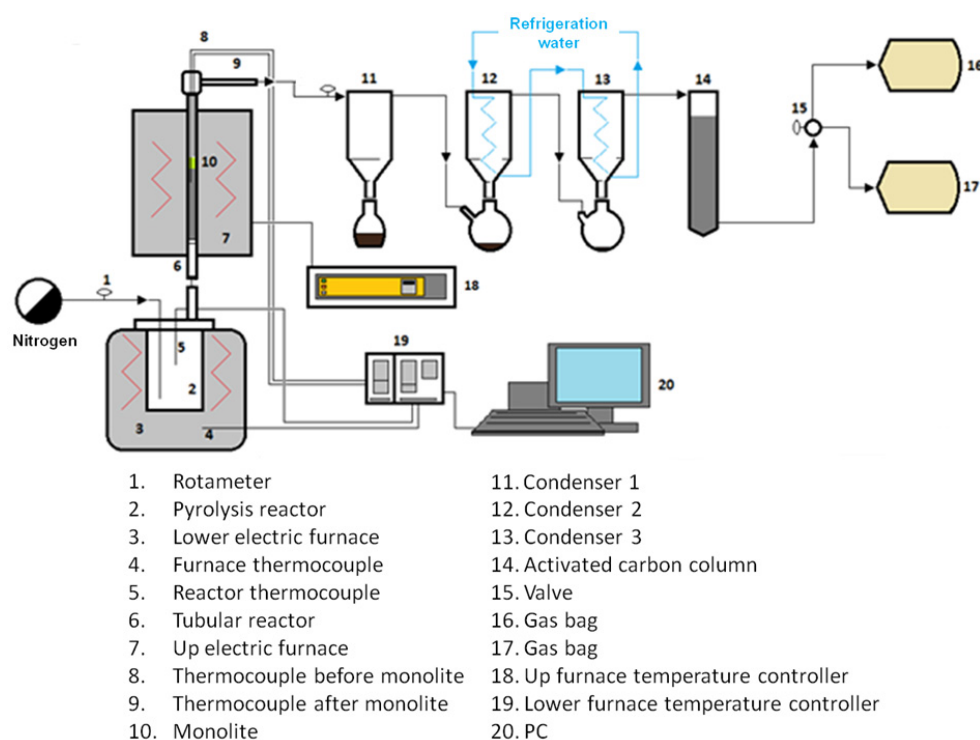 Refrigeration
water
8
9
11
12
13
14
15
16
10
17
7
6
18
1
Nitrogen
5
19
2
20
3
4
1. Rotameter
2. Pyrolysis reactor
3. Lower electric furnace
4. Furnace thermocouple
5. Reactor thermocouple
6. Tubular reactor
7. Up electric furnace
8. Thermocouple before monolite
9. Thermocouple after monolite
10. Monolite
11. Condenser 1
12. Condenser 2
13. Condenser 3
14. Activated carbon column
15. Valve
16. Gas bag
17. Gas bag
18. Up furnace temperature controller
19. Lower furnace temperature controller
20. PC